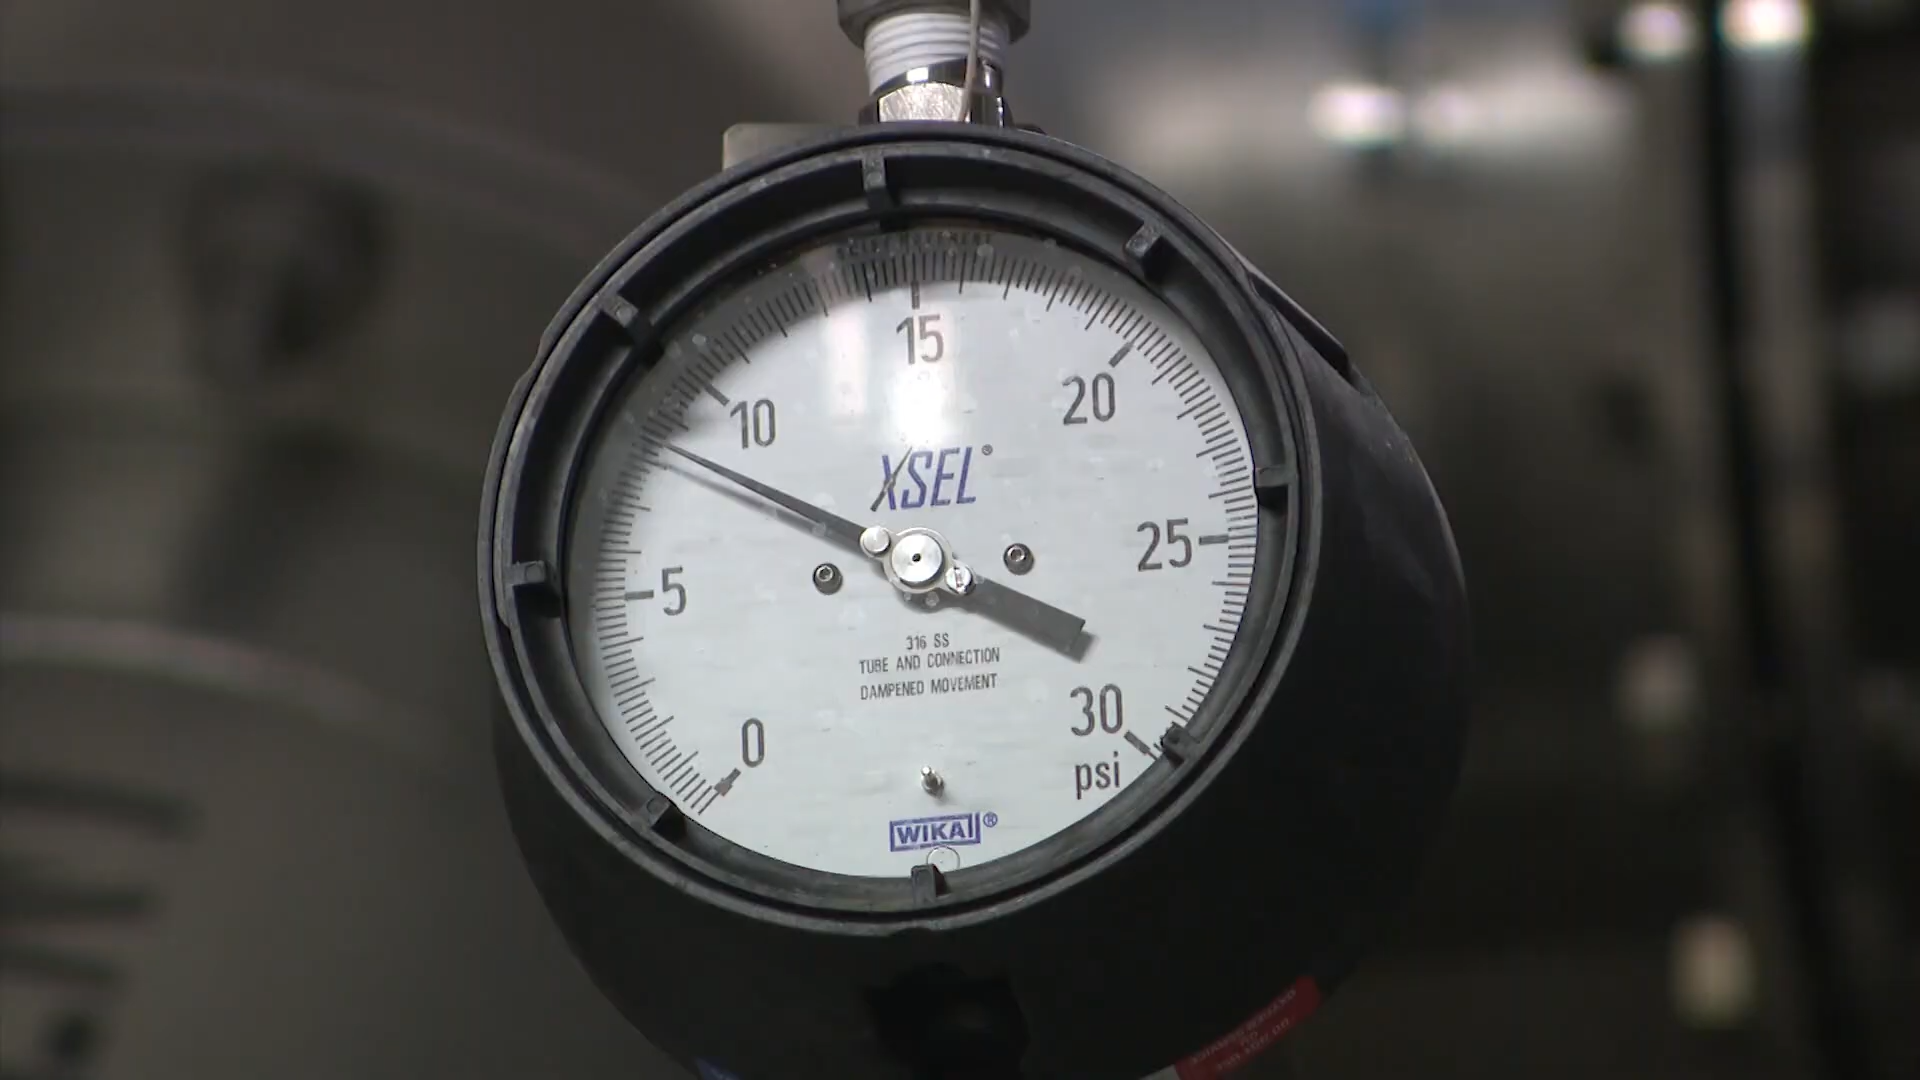 15
10
20
XSEL®
25
5
316 SS
TUBE AND CONNECTION
DAMPENED MOVEMENT
30
0
psi
WIKA®